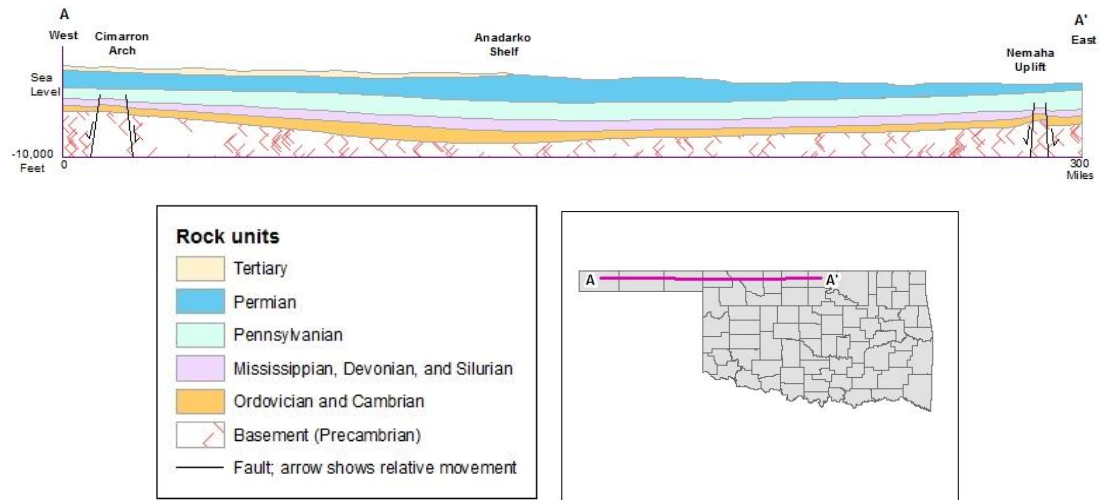 A
West
Cimarron
Arch
Anadarko
Shelf
Nemaha
Uplift
A'
East
Sea
Level
-10,000
Feet
0
300
Miles
Rock units
Tertiary
Permian
Pennsylvanian
Mississippian, Devonian, and Silurian
Ordovician and Cambrian
Basement (Precambrian)
Fault; arrow shows relative movement
A
A'